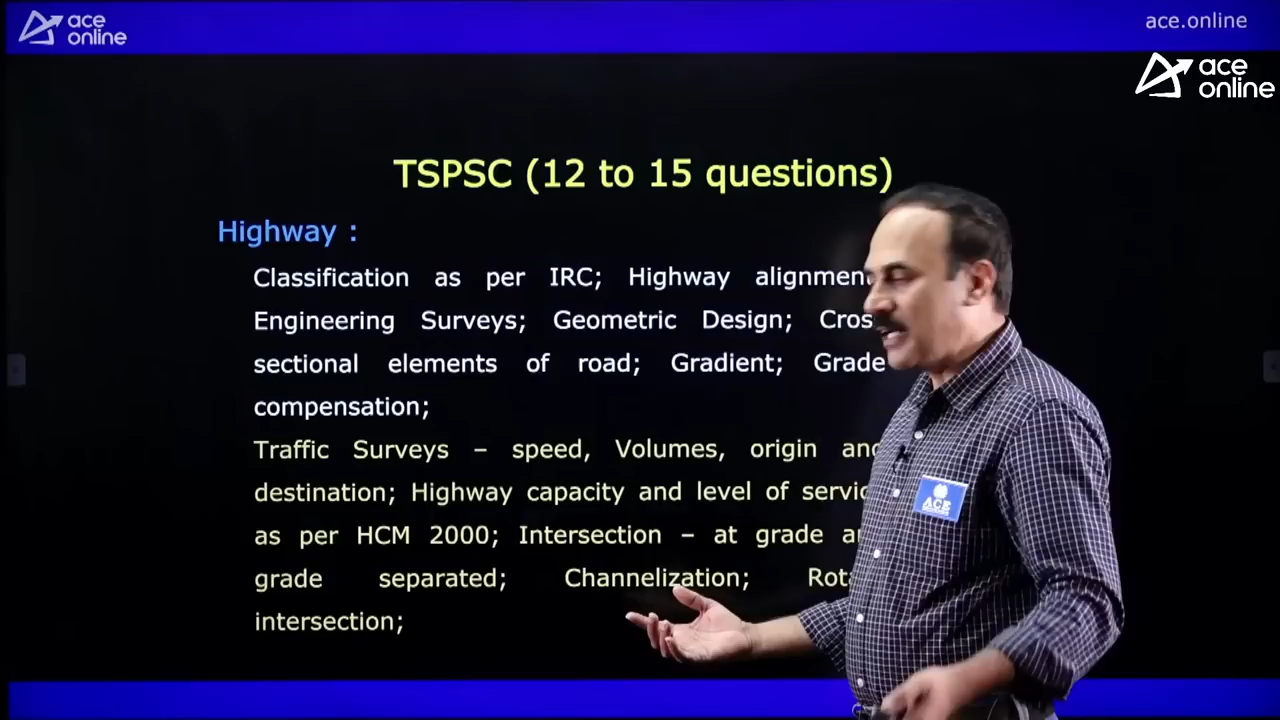 ace
online
ace.online
ace
online
TSPSC (12 to 15 questions)
Highway :
Classification as per IRC; Highway
Engineering Surveys; Geometric Design;
sectional elements of road; Gradient; Grade
compensation;
Traffic Surveys – speed, Volumes, origin
destination; Highway capacity and level of
as per HCM 2000; Intersection – at grade
grade separated; Channelization;
intersection;
ACE